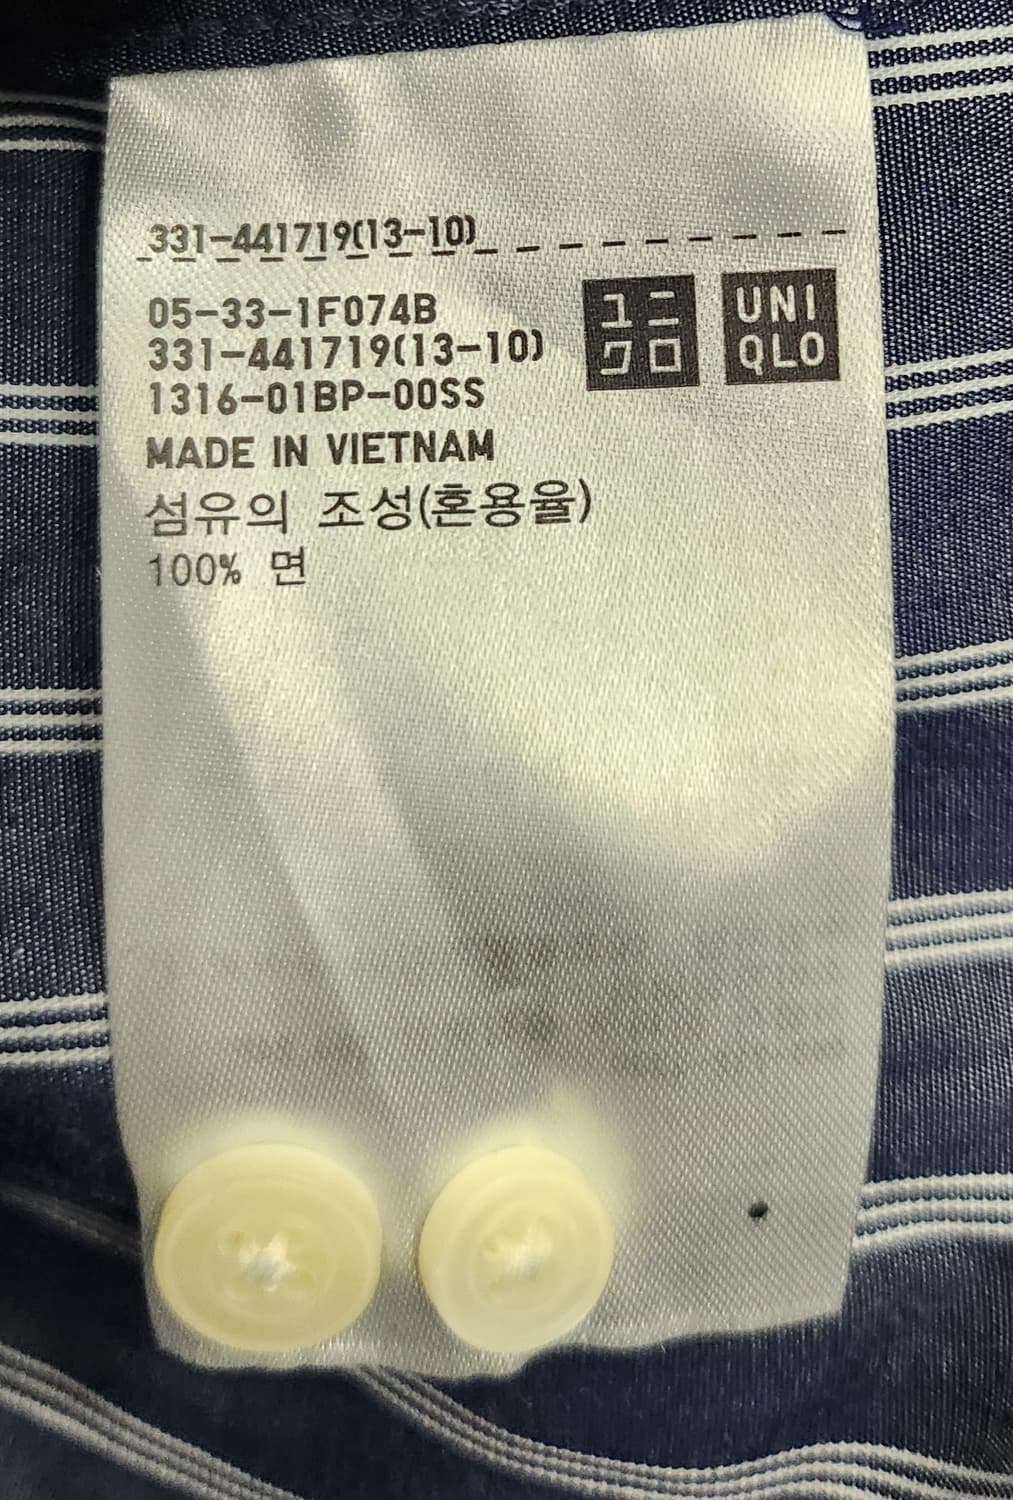 331-441719(13-10)
05-33-1F074B
331-441719(13-10)
1316-01BP-00SS
MADE IN VIETNAM
섬유의 조성(혼용율)
100% 면
ユニ
クロ
UNI
QLO